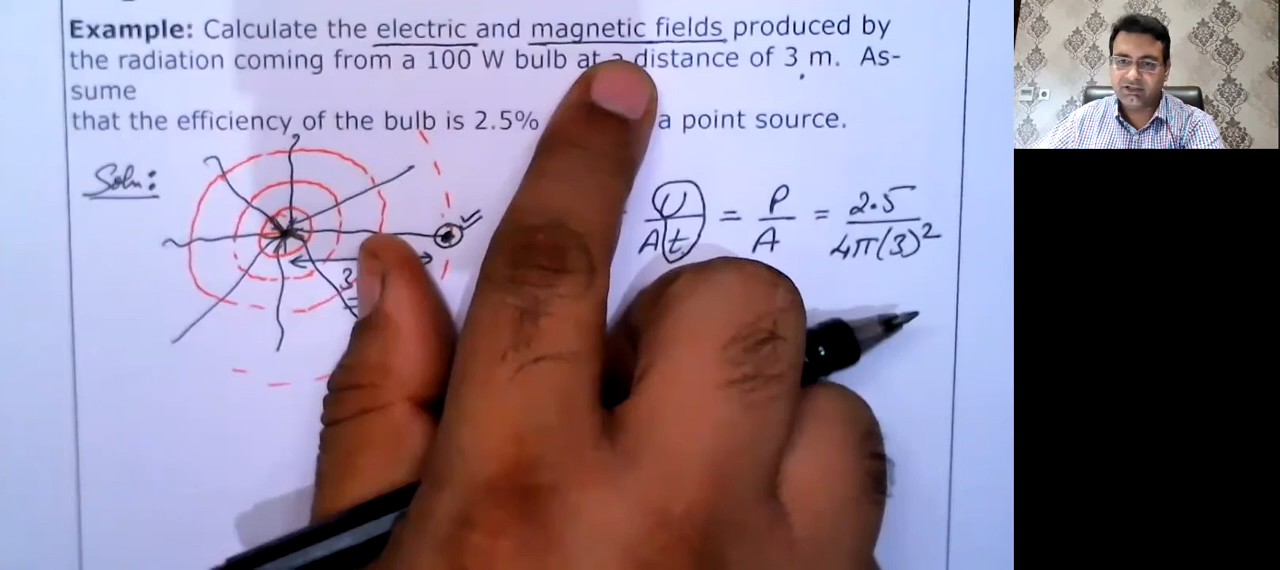 Example: Calculate the electric and magnetic fields produced by
the radiation coming from a 100 W bulb at a distance of 3 m. As-
sume
that the efficiency of the bulb is 2.5% a point source.
Soln:
U/At = P/A = 2.5/4π(3)²
3